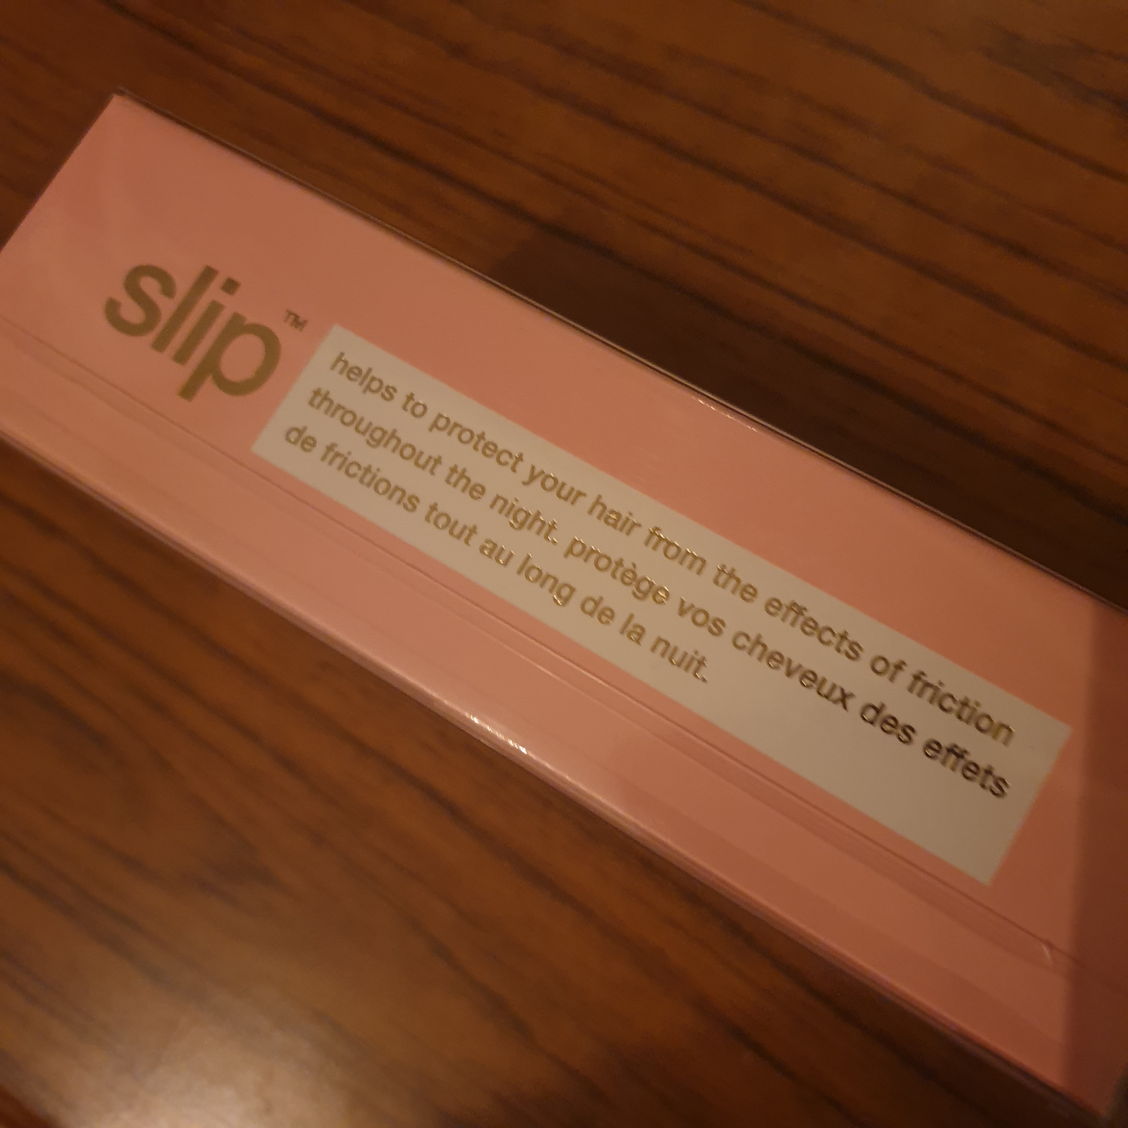 slip™
helps to protect your hair from the effects of friction
throughout the night. protège vos cheveux des effets
de frictions tout au long de la nuit.